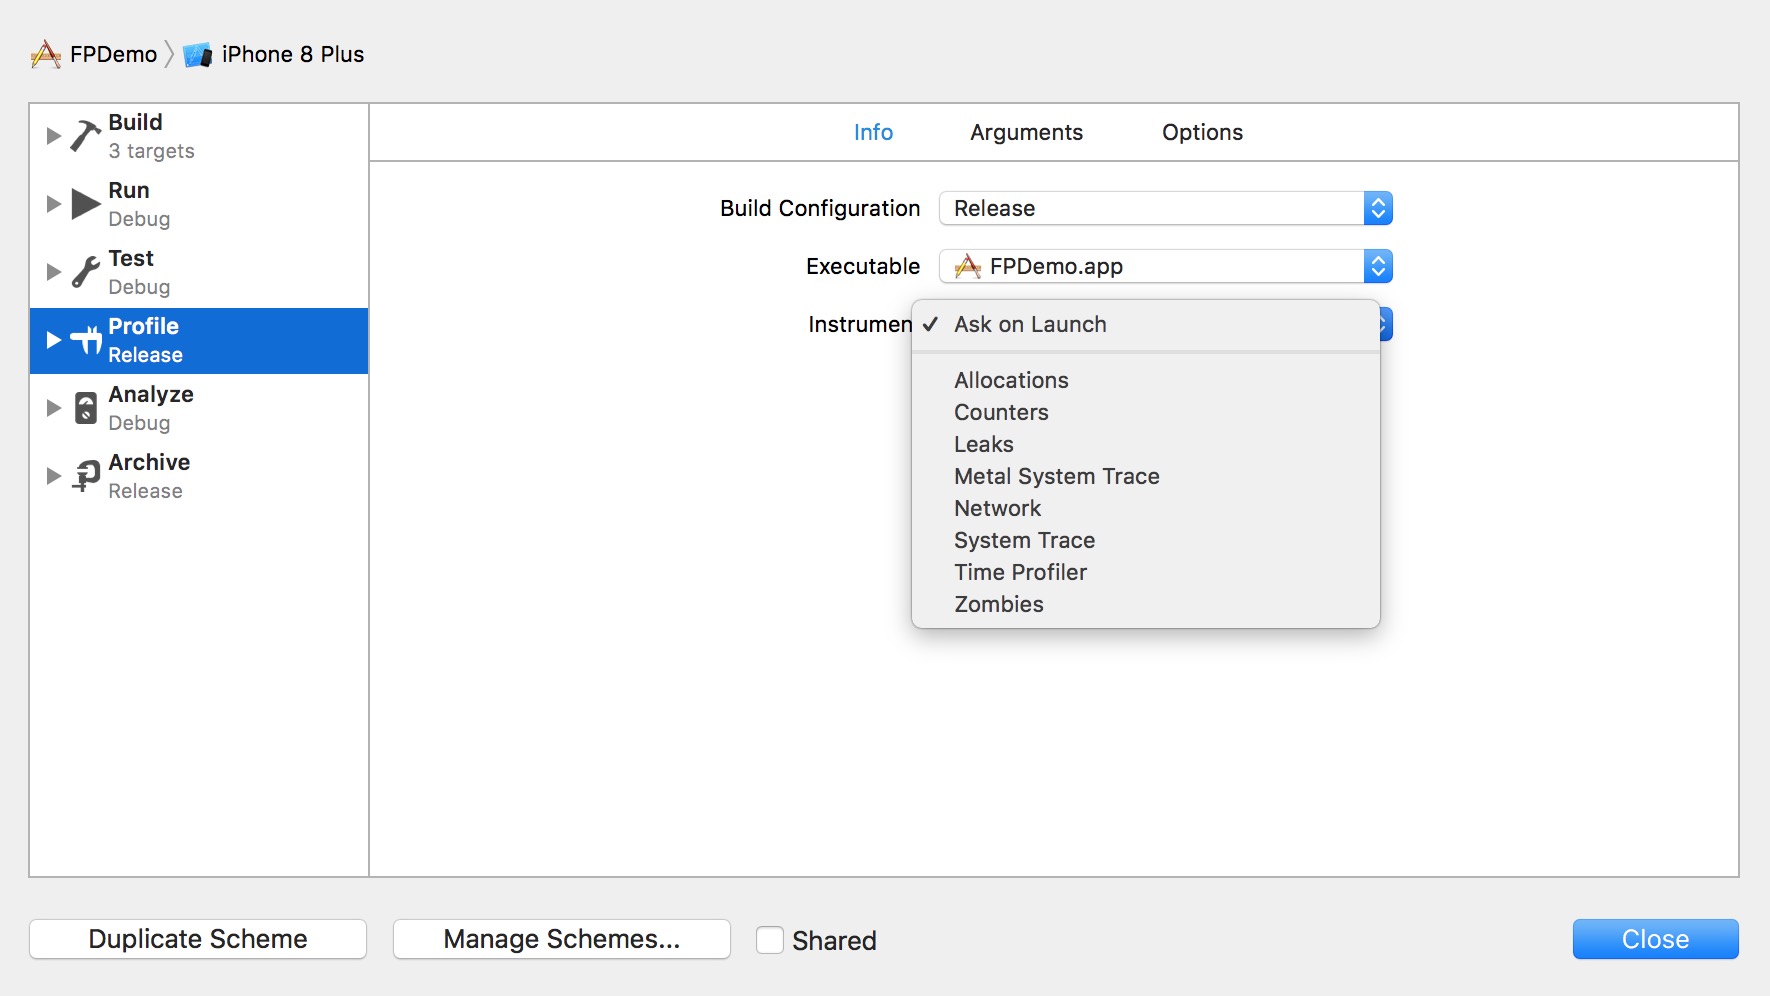 FPDemo iPhone 8 Plus
Build
3 targets
Run
Debug
Test
Debug
Profile
Release
Analyze
Debug
Archive
Release
Info Arguments Options
Build Configuration Release
Executable FPDemo.app
Instrumen ✓ Ask on Launch
Allocations
Counters
Leaks
Metal System Trace
Network
System Trace
Time Profiler
Zombies
Duplicate Scheme Manage Schemes... Shared Close